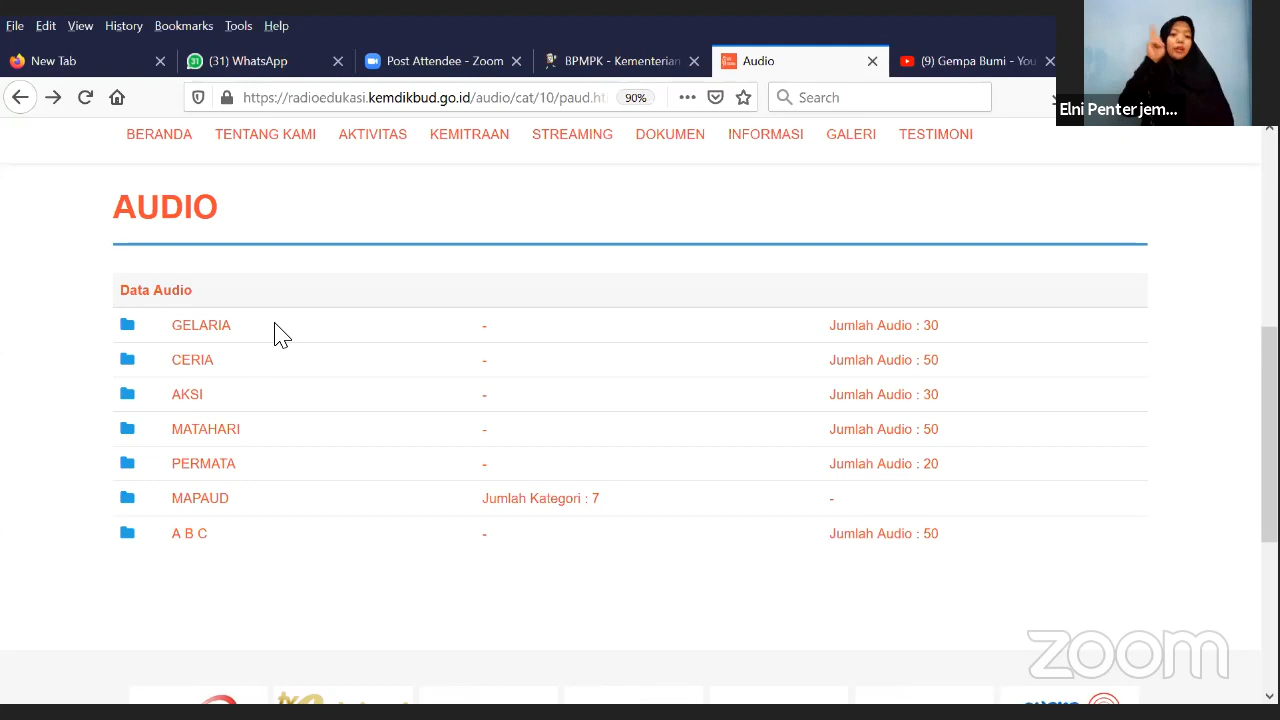 File Edit View History Bookmarks Tools Help
New Tab (31) WhatsApp Post Attendee - Zoom BPMPK - Kementerian Audio (9) Gempa Bumi - You
https://radioedukasi.kemdikbud.go.id/audio/cat/10/paud.ht 90% Search
Elni Penterjem...
BERANDA TENTANG KAMI AKTIVITAS KEMITRAAN STREAMING DOKUMEN INFORMASI GALERI TESTIMONI
AUDIO
Data Audio
GELARIA - Jumlah Audio : 30
CERIA - Jumlah Audio : 50
AKSI - Jumlah Audio : 30
MATAHARI - Jumlah Audio : 50
PERMATA - Jumlah Audio : 20
MAPAUD Jumlah Kategori : 7 -
A B C - Jumlah Audio : 50
zoom